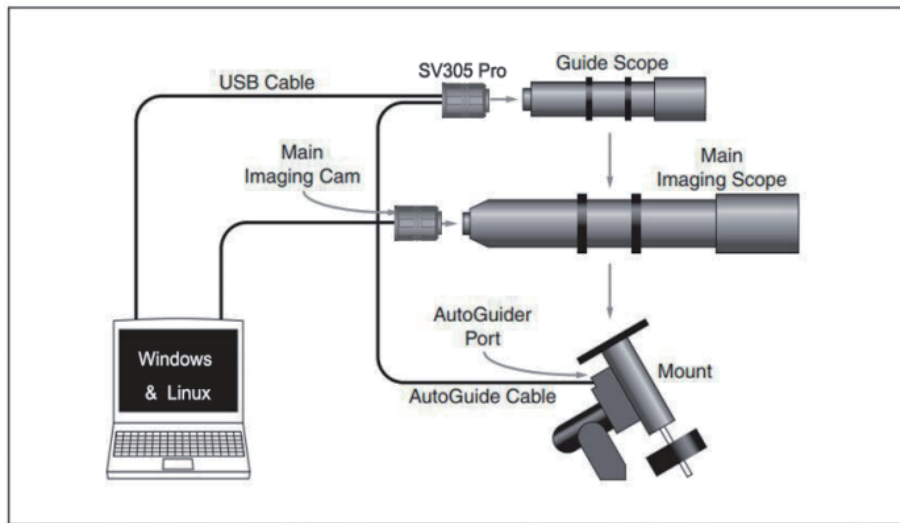 SV305 Pro
Guide Scope
USB Cable
Main
Imaging Cam
Main
Imaging Scope
AutoGuider
Port
Windows
& Linux
Mount
AutoGuide Cable